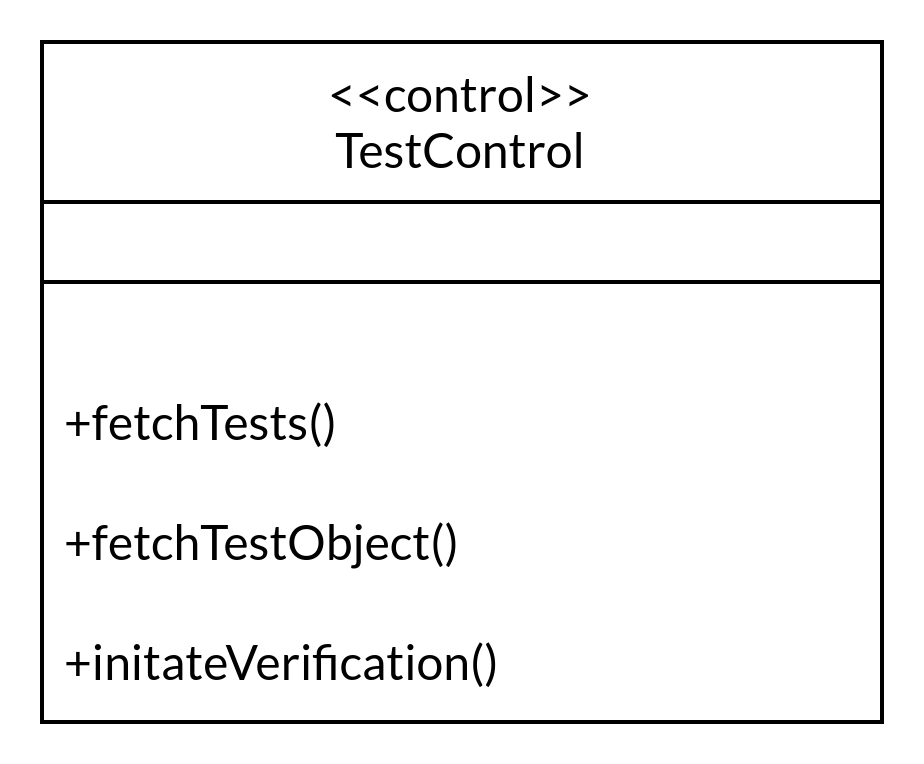 <<control>>
TestControl
+fetchTests()
+fetchTestObject()
+initateVerification()